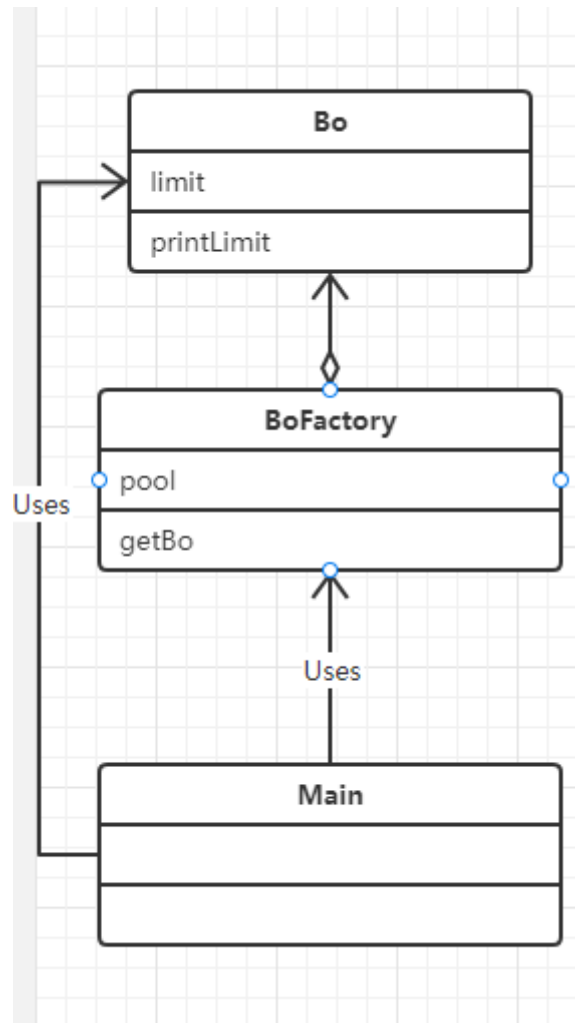 Bo
limit
printLimit
BoFactory
pool
Uses
getBo
Uses
Main